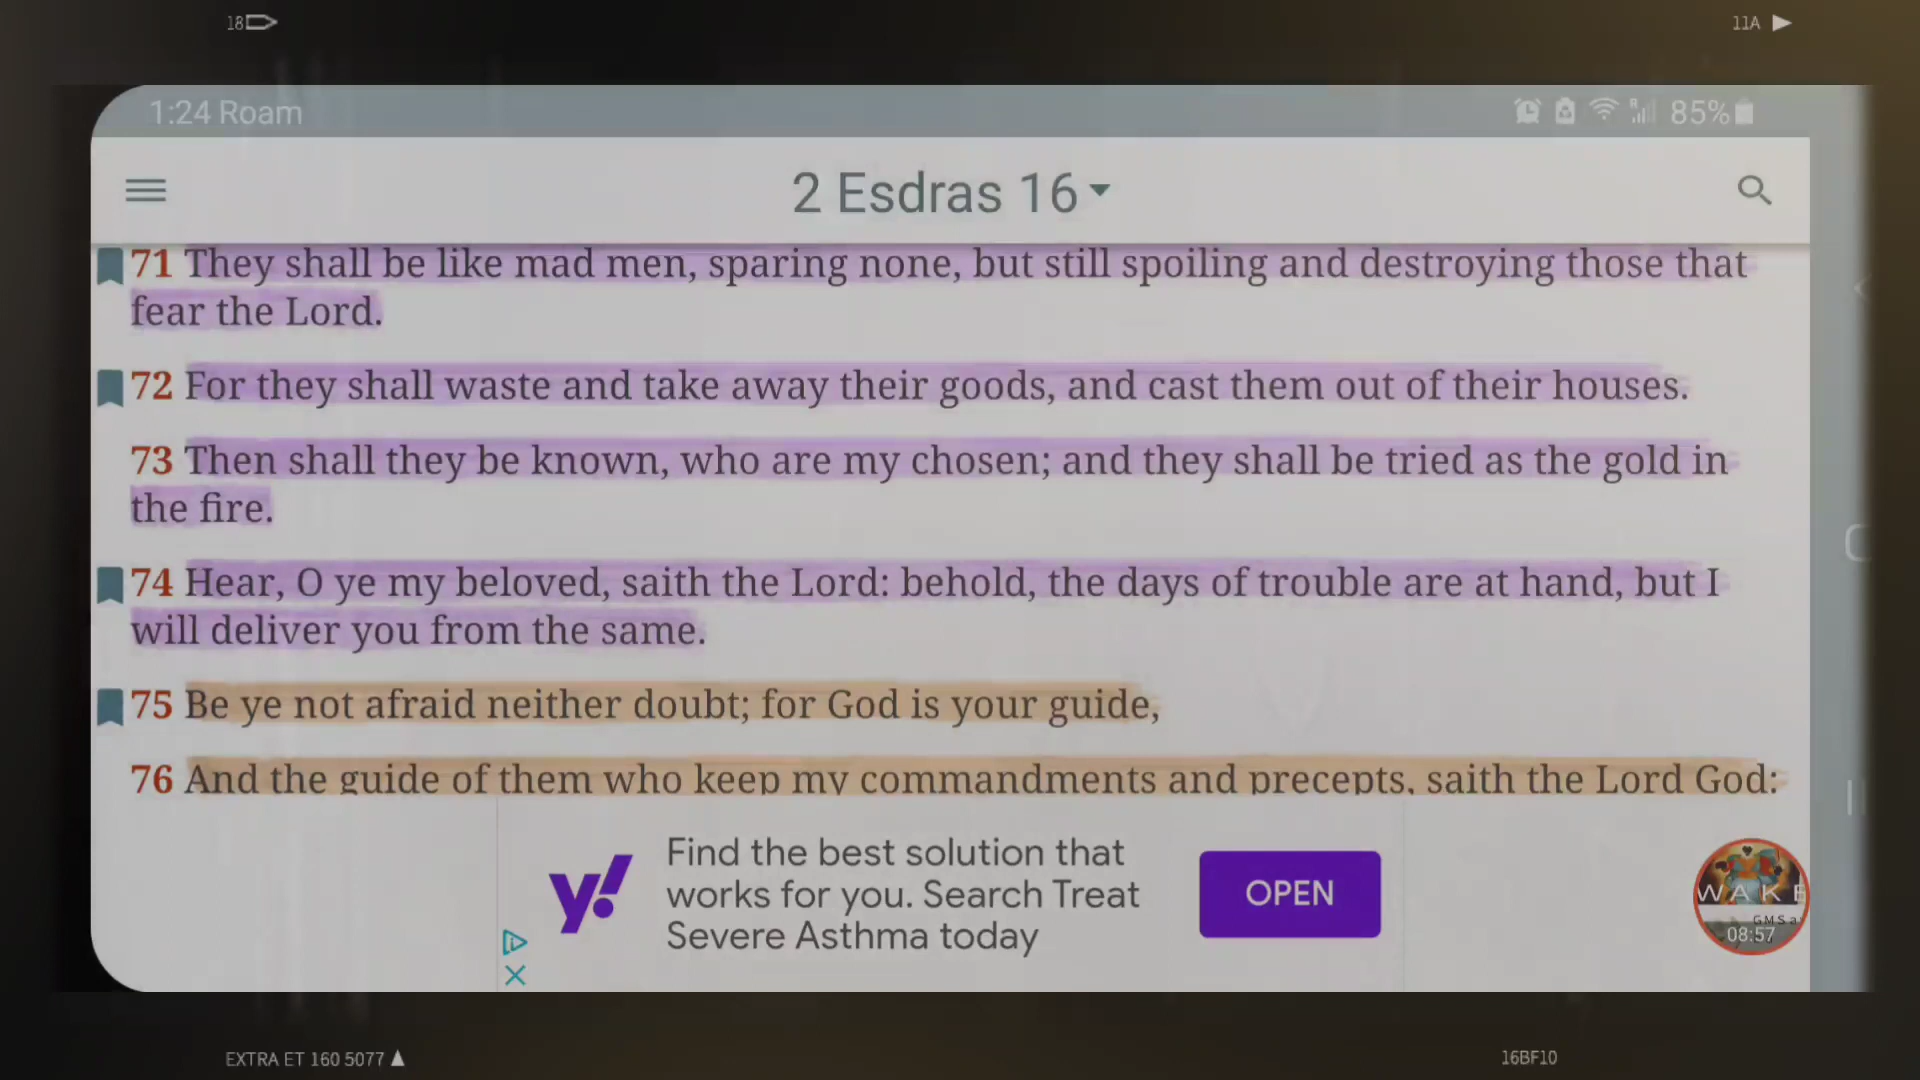 18
11A
1:24 Roam
85%
2 Esdras 16
71 They shall be like mad men, sparing none, but still spoiling and destroying those that
fear the Lord.
72 For they shall waste and take away their goods, and cast them out of their houses.
73 Then shall they be known, who are my chosen; and they shall be tried as the gold in
the fire.
74 Hear, O ye my beloved, saith the Lord: behold, the days of trouble are at hand, but I
will deliver you from the same.
75 Be ye not afraid neither doubt; for God is your guide,
76 And the guide of them who keep my commandments and precepts, saith the Lord God:
y!
Find the best solution that
works for you. Search Treat
Severe Asthma today
OPEN
WAKE
GMS a
08:57
EXTRA ET 160 5077
16BF10